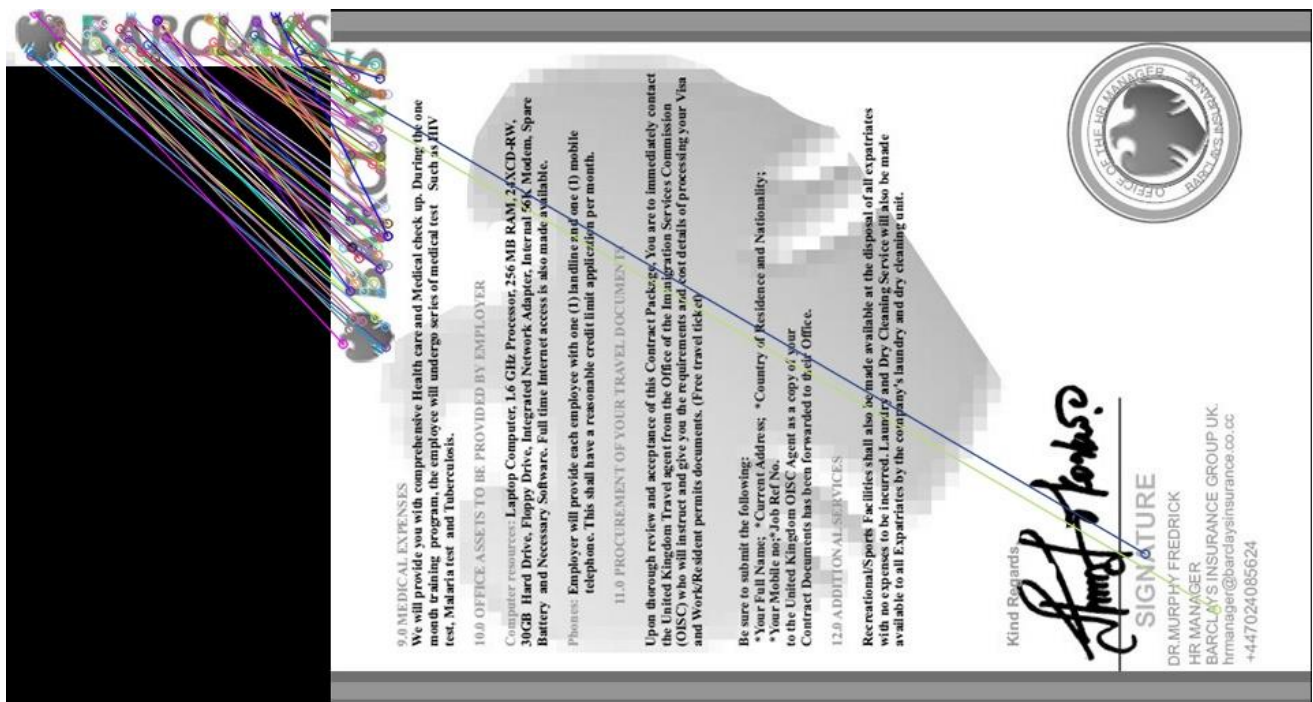 BARCLAYS
BARCLAYS
9.0 MEDICAL EXPENSES
We will provide you with comprehensive Health care and Medical check up. During the one
month training program, the employee will undergo series of medical test Such as HIV
test, Malaria test and Tuberculosis.
10.0 OFFICE ASSETS TO BE PROVIDED BY EMPLOYER
Computer resources: Laptop Computer, 1.6 GHz Processor, 256 MB RAM, 24XCD-RW,
30GB Hard Drive, Floppy Drive, Integrated Network Adapter, Internal 56K Modem, Spare
Battery and Necessary Software. Full time Internet access is also made available.
Phones: Employer will provide each employee with one (1) landline and one (1) mobile
telephone. This shall have a reasonable credit limit application per month.
11.0 PROCUREMENT OF YOUR TRAVEL DOCUMENTS
Upon thorough review and acceptance of this Contract Package, You are to immediately contact
the United Kingdom Travel agent from the Office of the Immigration Services Commission
(OISC) who will instruct and give you the requirements and cost details of processing your Visa
and Work/Resident permits documents. (Free travel ticket)
Be sure to submit the following:
*Your Full Name; *Current Address; *Country of Residence and Nationality;
*Your Mobile no;*Job Ref No.
to the United Kingdom OISC Agent as a copy of your
Contract Documents has been forwarded to their Office.
12.0 ADDITIONAL SERVICES
Recreational/Sports Facilities shall also be made available at the disposal of all expatriates
with no expenses to be incurred. Laundry and Dry Cleaning Service will also be made
available to all Expatriates by the company's laundry and dry cleaning unit.
Kind Regards
SIGNATURE
DR.MURPHY FREDRICK
HR MANAGER
BARCLAY'S INSURANCE GROUP UK.
hrmanager@barclaysinsurance.co.cc
+447024085624
OFFICE OF THE HR MANAGER
BARCLAY'S INSURANCE